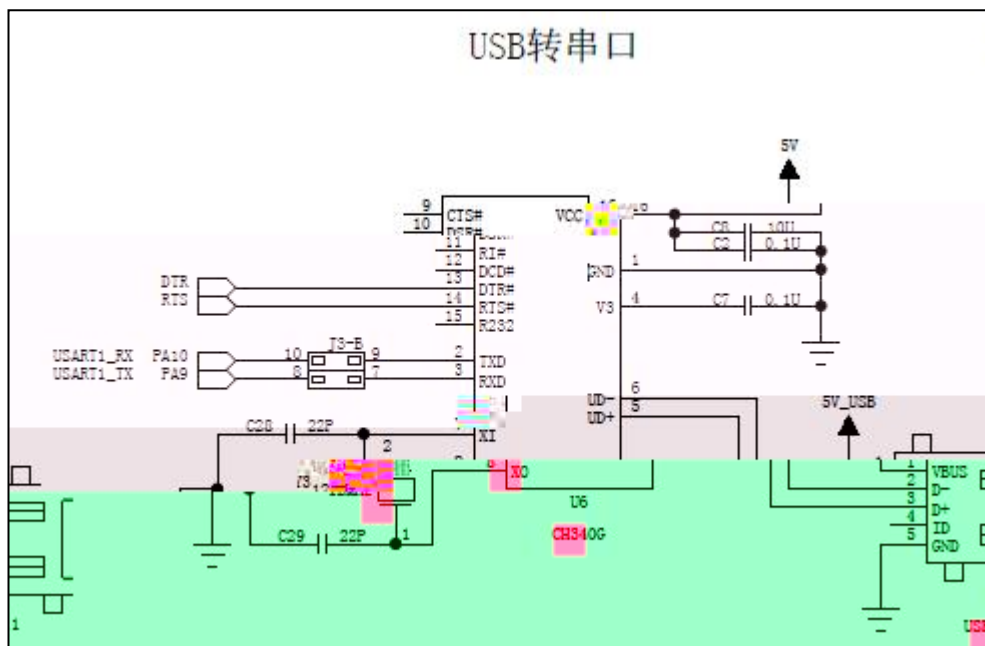 USB转串口
5V
9 CTS# VCC
10 DSR# C8 10U
11 RI# C2 0.1U
12 DCD# GND 1
DTR 13 DTR#
RTS 14 RTS# V3 4 C7 0.1U
15 R232
J3-B
USART1_RX PA10 10 9 2 TXD
USART1_TX PA9 8 7 3 RXD
UD- 6
UD+ 5 5V_USB
C28 22P XI
2
XO 1 VBUS
2 D-
U6 3 D+
C29 22P 1 CH340G 4 ID
5 GND
1